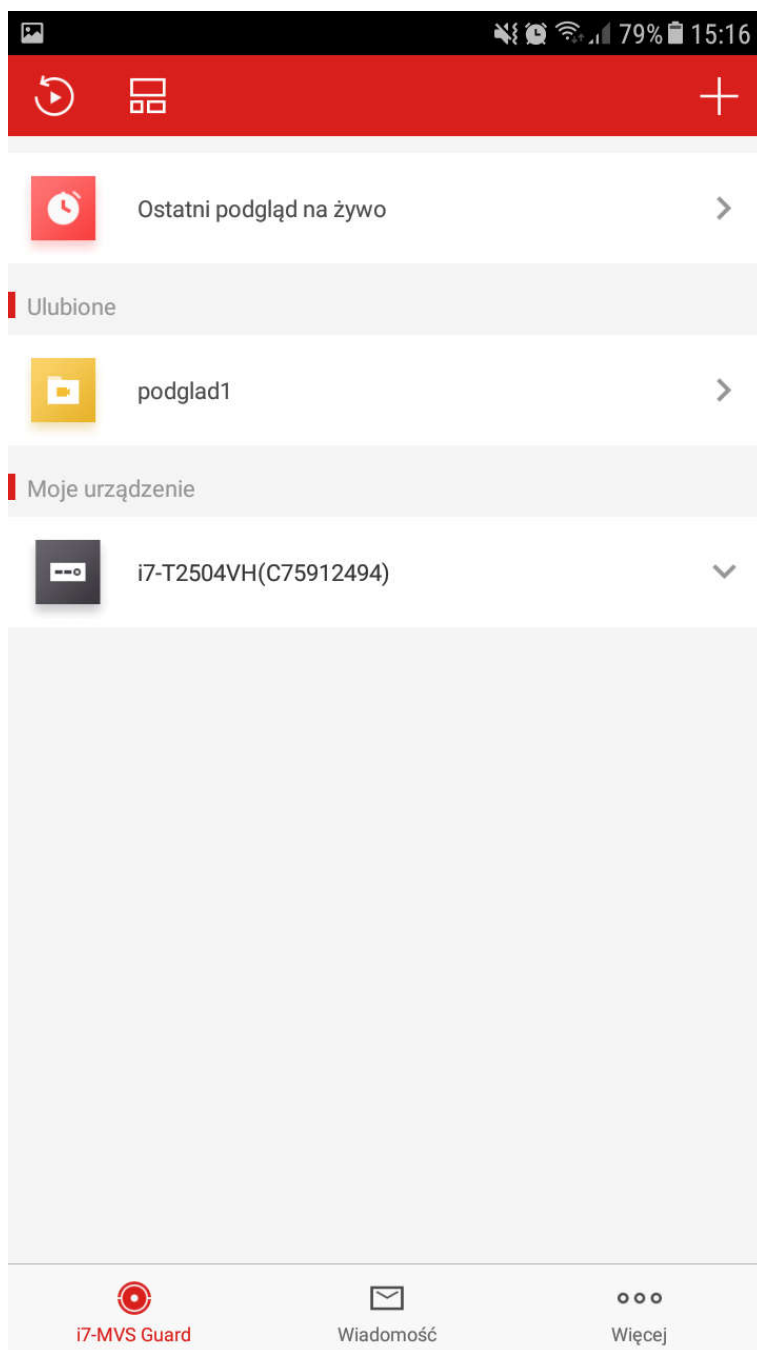 79% 15:16
Ostatni podgląd na żywo
Ulubione
podglad1
Moje urządzenie
i7-T2504VH(C75912494)
i7-MVS Guard
Wiadomość
Więcej